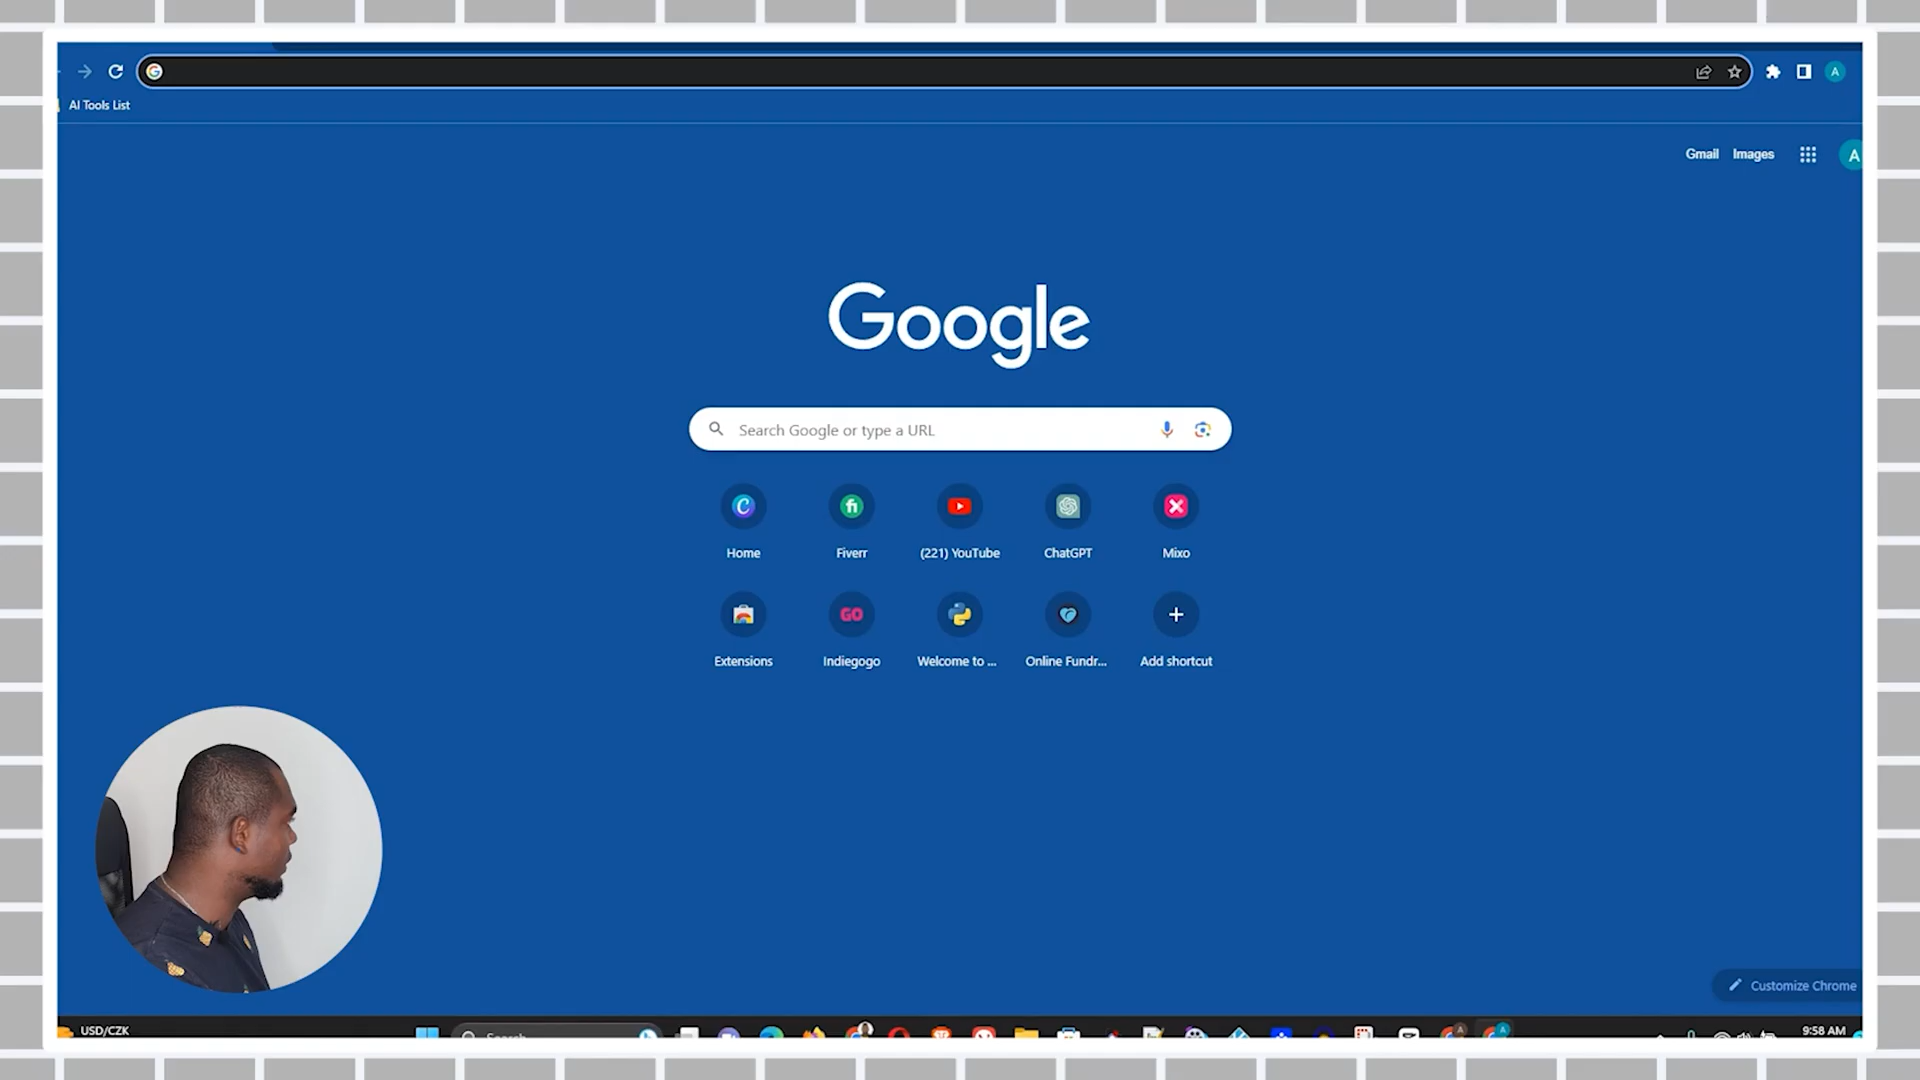 AI Tools List
Gmail Images
A
A
Google
Search Google or type a URL
Home Fiverr (221) YouTube ChatGPT Mixo
Extensions Indiegogo Welcome to ... Online Fundr... Add shortcut
Customize Chrome
USD/CZK
Search
9:58 AM